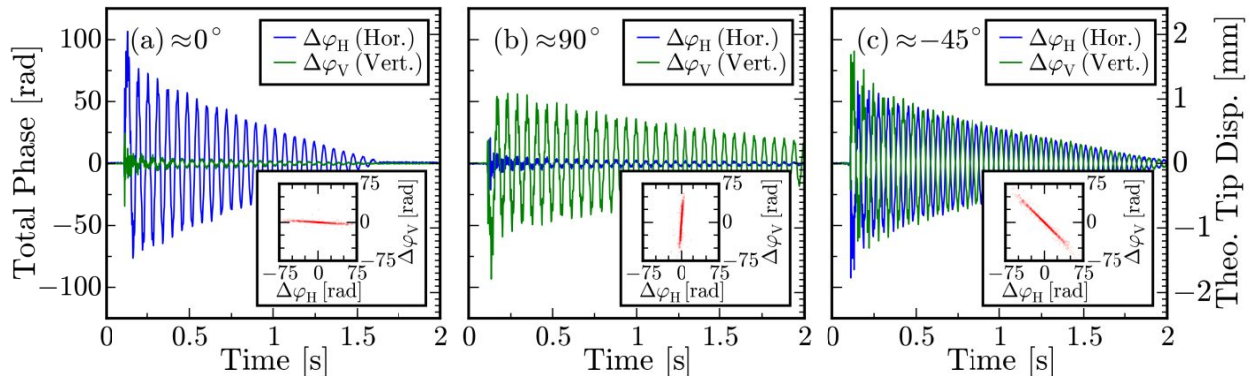 (a) ≈0°
Δφ_H (Hor.)
Δφ_V (Vert.)
(b) ≈90°
Δφ_H (Hor.)
Δφ_V (Vert.)
(c) ≈−45°
Δφ_H (Hor.)
Δφ_V (Vert.)
Total Phase [rad]
100
50
0
−50
−100
Theo. Tip Disp. [mm]
2
1
0
−1
−2
75
0
−75
Δφ_V [rad]
−75 0 75
Δφ_H [rad]
75
0
−75
Δφ_V [rad]
−75 0 75
Δφ_H [rad]
75
0
−75
Δφ_V [rad]
−75 0 75
Δφ_H [rad]
0 0.5 1 1.5 2
Time [s]
0 0.5 1 1.5 2
Time [s]
0 0.5 1 1.5 2
Time [s]